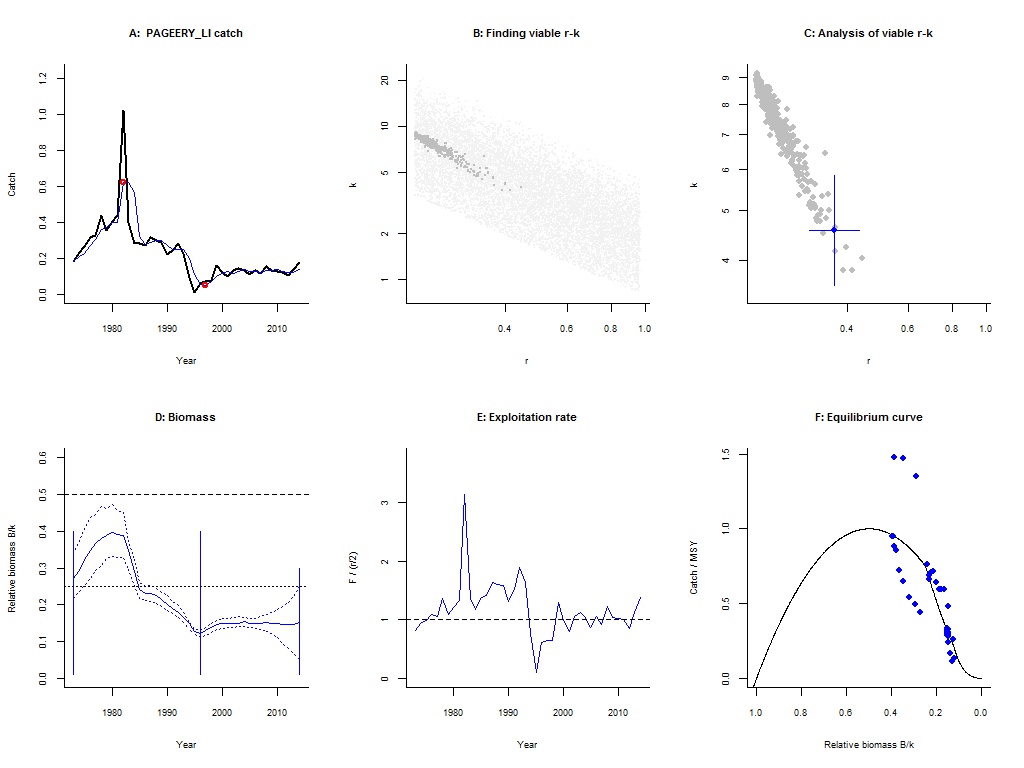 A: PAGEERY_LI catch
Catch
0.0 0.2 0.4 0.6 0.8 1.0 1.2
1980 1990 2000 2010
Year
B: Finding viable r-k
k
1 2 5 10 20
0.4 0.6 0.8 1.0
r
C: Analysis of viable r-k
k
4 5 6 7 8 9
0.4 0.6 0.8 1.0
r
D: Biomass
Relative biomass B/k
0.0 0.1 0.2 0.3 0.4 0.5 0.6
1980 1990 2000 2010
Year
E: Exploitation rate
F / (r/2)
0 1 2 3
1980 1990 2000 2010
Year
F: Equilibrium curve
Catch / MSY
0.0 0.5 1.0 1.5
1.0 0.8 0.6 0.4 0.2 0.0
Relative biomass B/k